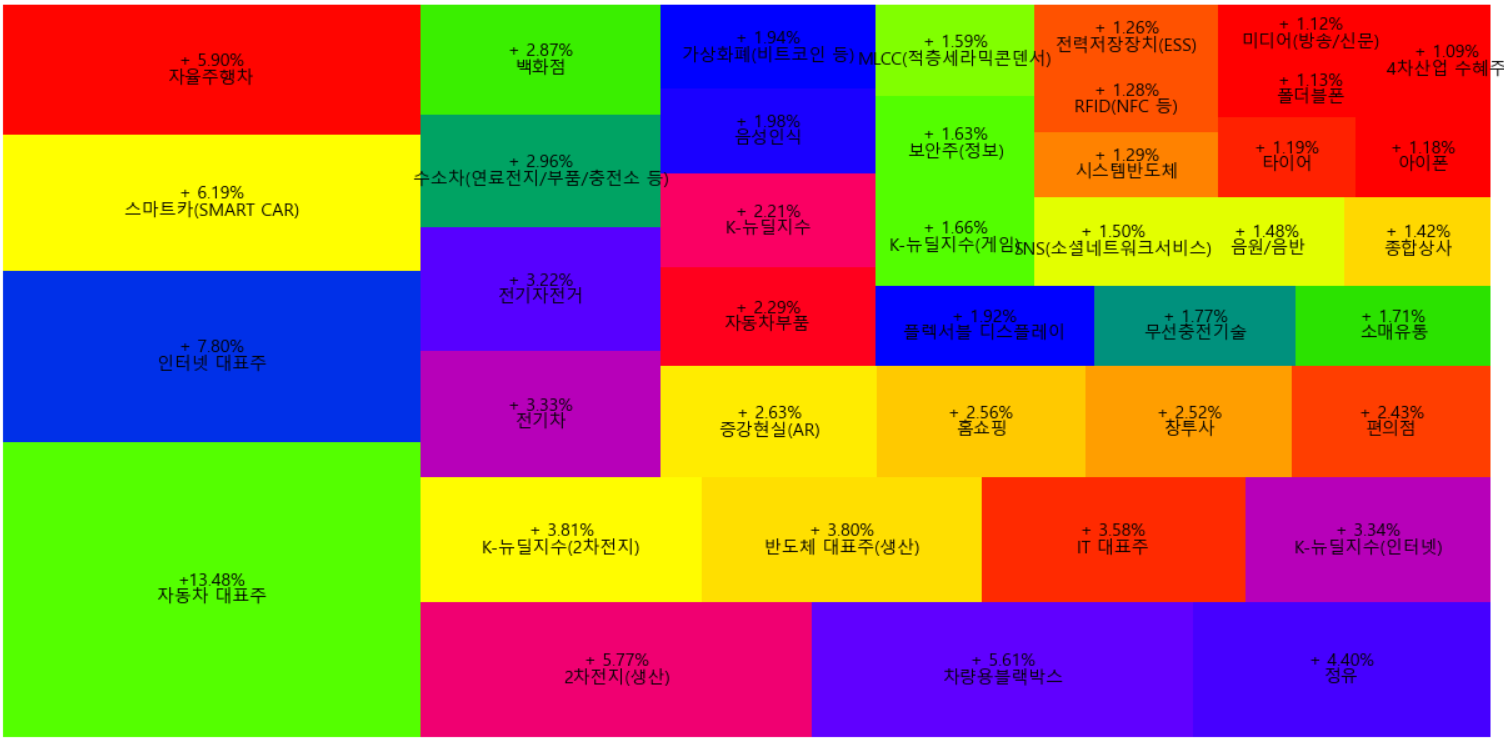 + 5.90%
자율주행차
+ 6.19%
스마트카(SMART CAR)
+ 7.80%
인터넷 대표주
+13.48%
자동차 대표주
+ 2.87%
백화점
+ 2.96%
수소차(연료전지/부품/충전소 등)
+ 3.22%
전기자전거
+ 3.33%
전기차
+ 1.94%
가상화폐(비트코인 등)
+ 1.98%
음성인식
+ 2.21%
K-뉴딜지수
+ 2.29%
자동차부품
+ 1.59%
MLCC(적층세라믹콘덴서)
+ 1.63%
보안주(정보)
+ 1.66%
K-뉴딜지수(게임)
+ 1.26%
전력저장장치(ESS)
+ 1.28%
RFID(NFC 등)
+ 1.29%
시스템반도체
+ 1.12%
미디어(방송/신문)
+ 1.09%
4차산업 수혜주
+ 1.13%
폴더블폰
+ 1.19%
타이어
+ 1.18%
아이폰
+ 1.50%
SNS(소셜네트워크서비스)
+ 1.48%
음원/음반
+ 1.42%
종합상사
+ 1.92%
플렉서블 디스플레이
+ 1.77%
무선충전기술
+ 1.71%
소매유통
+ 2.63%
증강현실(AR)
+ 2.56%
홈쇼핑
+ 2.52%
창투사
+ 2.43%
편의점
+ 3.81%
K-뉴딜지수(2차전지)
+ 3.80%
반도체 대표주(생산)
+ 3.58%
IT 대표주
+ 3.34%
K-뉴딜지수(인터넷)
+ 5.77%
2차전지(생산)
+ 5.61%
차량용블랙박스
+ 4.40%
정유